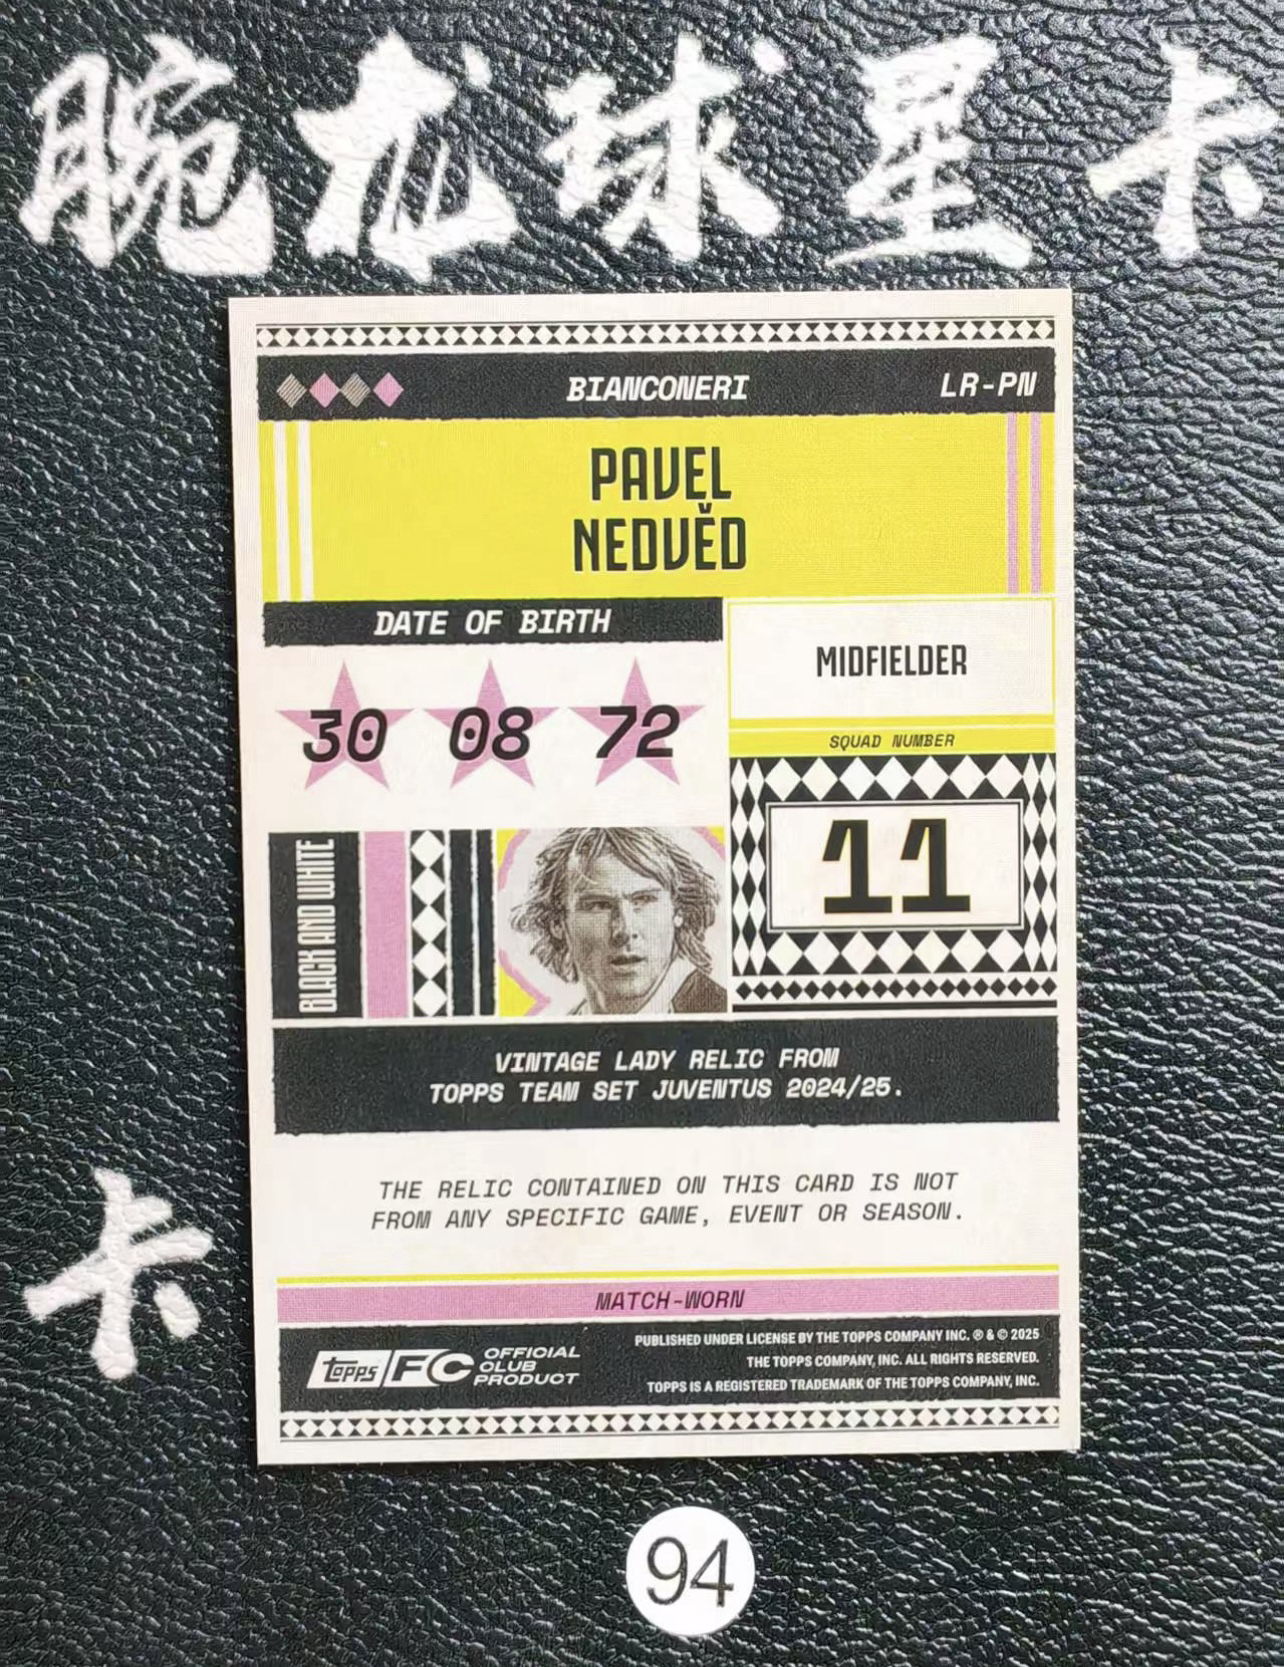 腕尤球星卡
BIANCONERI
LR-PN
PAVEL
NEDVĚD
DATE OF BIRTH
30 08 72
MIDFIELDER
SQUAD NUMBER
11
BLACK AND WHITE
VINTAGE LADY RELIC FROM
TOPPS TEAM SET JUVENTUS 2024/25.
THE RELIC CONTAINED ON THIS CARD IS NOT
FROM ANY SPECIFIC GAME, EVENT OR SEASON.
MATCH-WORN
topps FC OFFICIAL
CLUB
PRODUCT
PUBLISHED UNDER LICENSE BY THE TOPPS COMPANY INC. ® & © 2025
THE TOPPS COMPANY, INC. ALL RIGHTS RESERVED.
TOPPS IS A REGISTERED TRADEMARK OF THE TOPPS COMPANY, INC.
卡
94